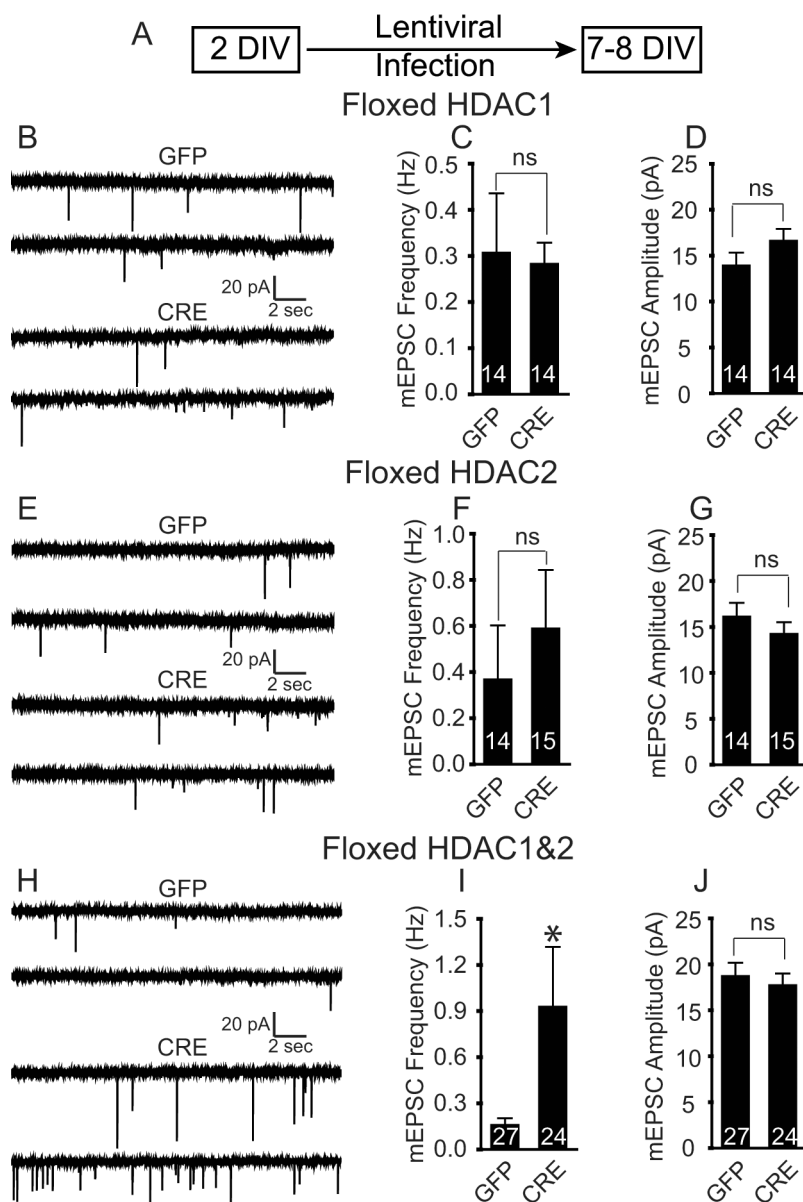 A
2 DIV
Lentiviral
Infection
7-8 DIV
Floxed HDAC1
B
GFP
20 pA
2 sec
CRE
C
mEPSC Frequency (Hz)
0.5
0.4
0.3
0.2
0.1
0.0
ns
14
14
GFP
CRE
D
mEPSC Amplitude (pA)
25
20
15
10
5
0
ns
14
14
GFP
CRE
Floxed HDAC2
E
GFP
20 pA
2 sec
CRE
F
mEPSC Frequency (Hz)
1.0
0.8
0.6
0.4
0.2
0.0
ns
14
15
GFP
CRE
G
mEPSC Amplitude (pA)
25
20
15
10
5
0
ns
14
15
GFP
CRE
Floxed HDAC1&2
H
GFP
20 pA
2 sec
CRE
I
mEPSC Frequency (Hz)
1.5
1.2
0.9
0.6
0.3
0.0
*
27
24
GFP
CRE
J
mEPSC Amplitude (pA)
25
20
15
10
5
0
ns
27
24
GFP
CRE